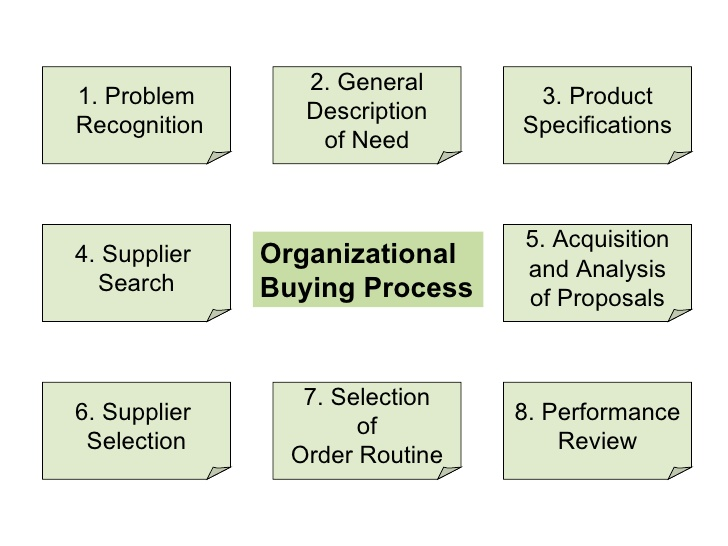 1. Problem
Recognition
2. General
Description
of Need
3. Product
Specifications
4. Supplier
Search
Organizational
Buying Process
5. Acquisition
and Analysis
of Proposals
6. Supplier
Selection
7. Selection
of
Order Routine
8. Performance
Review